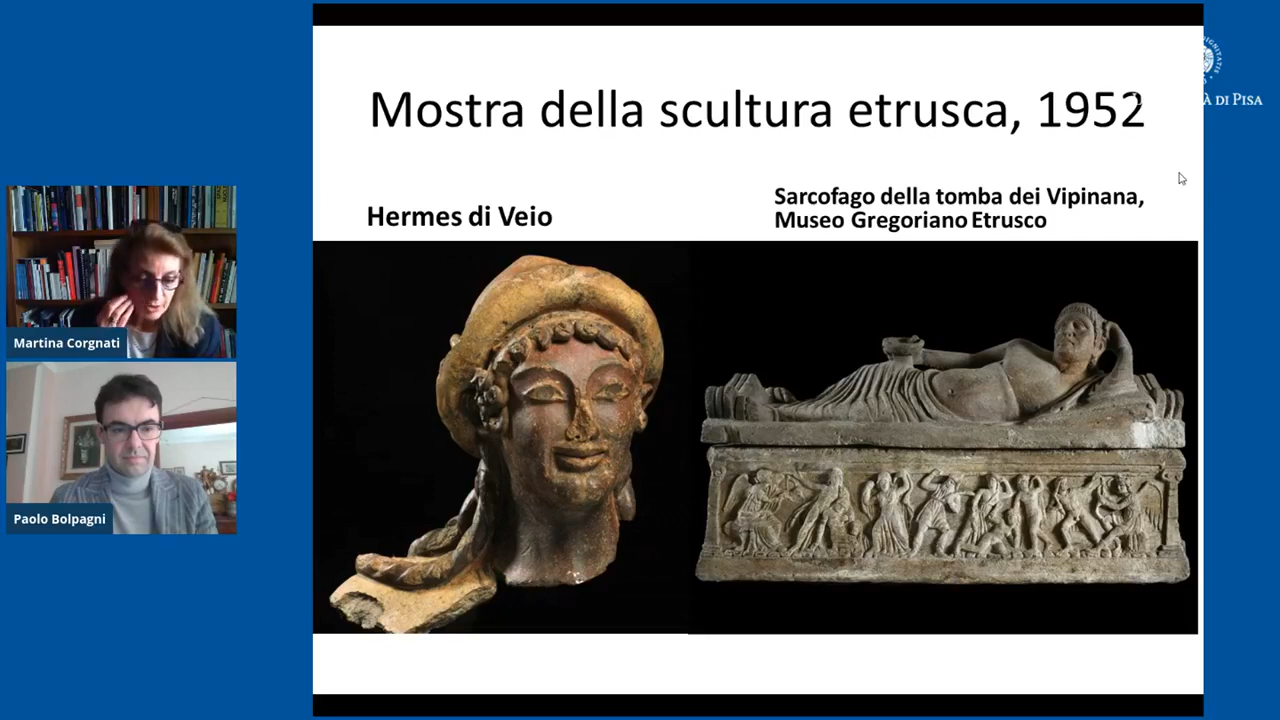 Mostra della scultura etrusca, 1952
Hermes di Veio
Sarcofago della tomba dei Vipinana,
Museo Gregoriano Etrusco
À DI PISA
DIGNITATIS
Martina Corgnati
Paolo Bolpagni